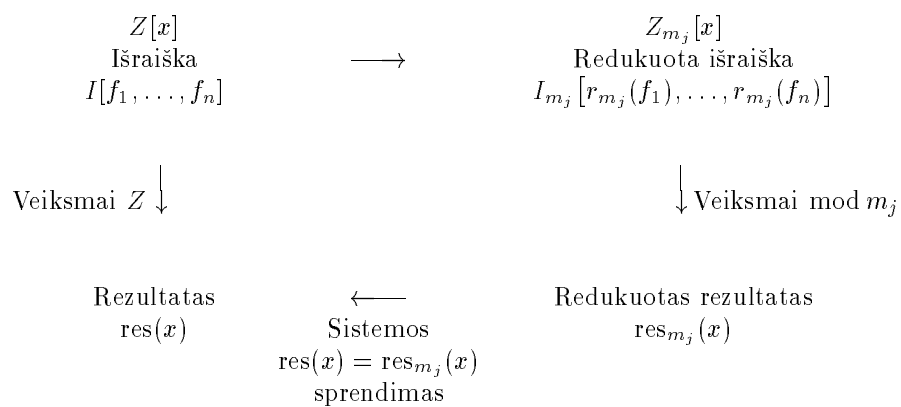 Z[x] Z_{m_j}[x]
Išraiška ⟶ Redukuota išraiška
I[f_1, . . . , f_n] I_{m_j}[r_{m_j}(f_1), . . . , r_{m_j}(f_n)]
Veiksmai Z ↓ ↓ Veiksmai mod m_j
Rezultatas ⟵ Redukuotas rezultatas
res(x) Sistemos res_{m_j}(x)
res(x) = res_{m_j}(x)
sprendimas